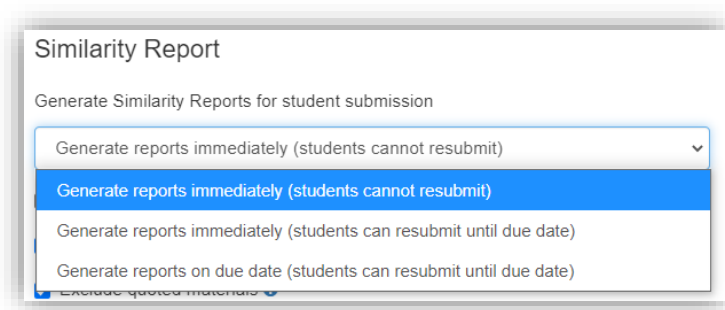 Similarity Report
Generate Similarity Reports for student submission
Generate reports immediately (students cannot resubmit)
Generate reports immediately (students cannot resubmit)
Generate reports immediately (students can resubmit until due date)
Generate reports on due date (students can resubmit until due date)
Exclude quoted materials